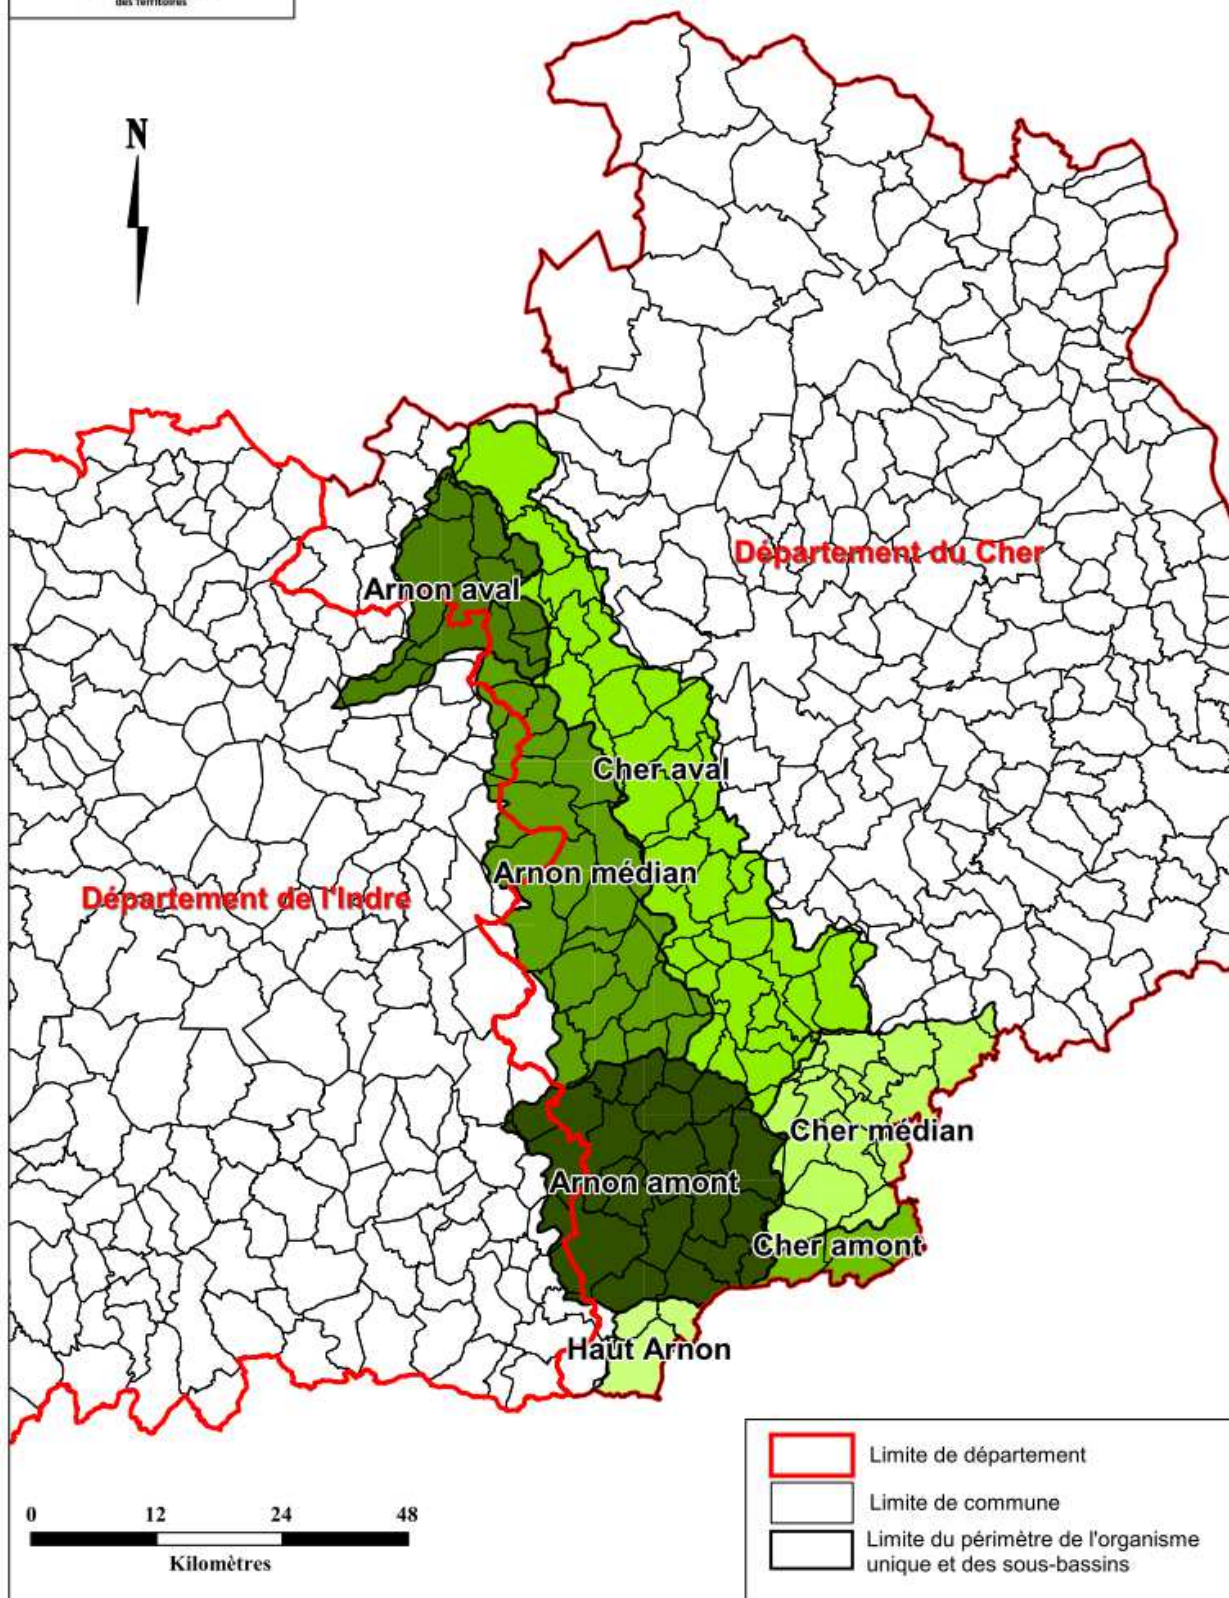 des Territoires
N
Département du Cher
Arnon aval
Cher aval
Arnon médian
Département de l'Indre
Cher médian
Arnon amont
Cher amont
Haut Arnon
Limite de département
Limite de commune
Limite du périmètre de l'organisme
unique et des sous-bassins
0 12 24 48
Kilomètres